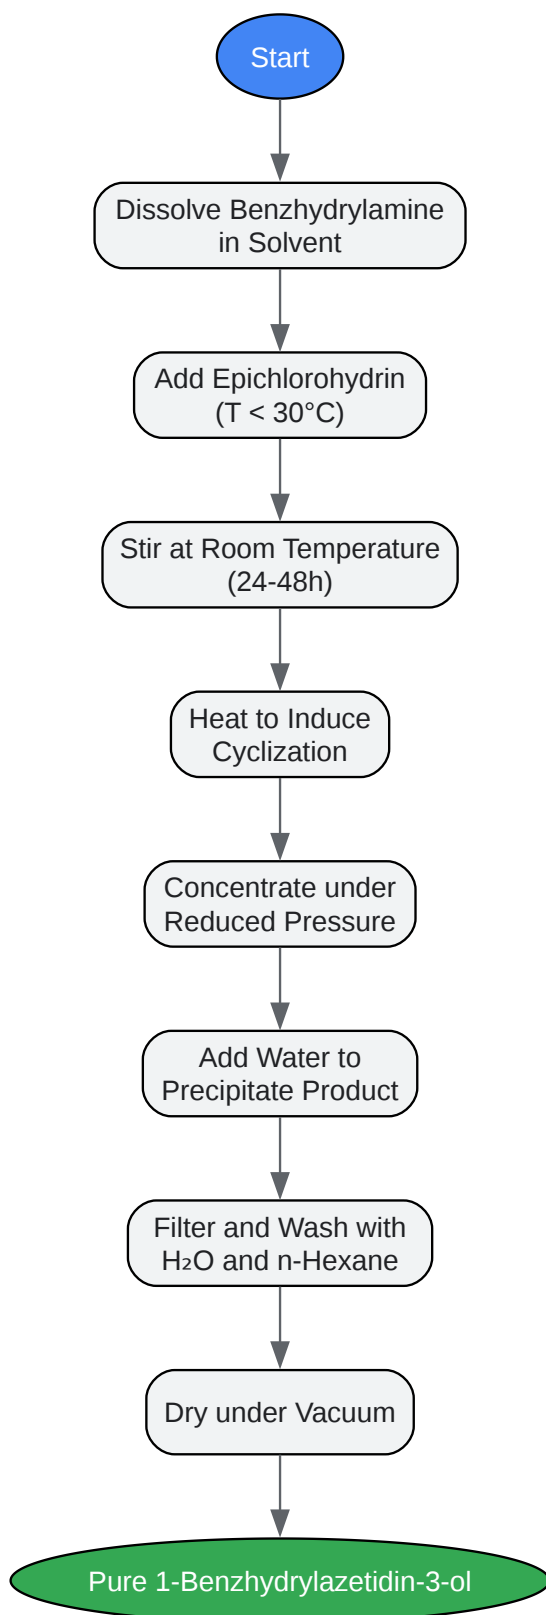 Start
Dissolve Benzhydrylamine
in Solvent
Add Epichlorohydrin
(T < 30°C)
Stir at Room Temperature
(24-48h)
Heat to Induce
Cyclization
Concentrate under
Reduced Pressure
Add Water to
Precipitate Product
Filter and Wash with
H₂O and n-Hexane
Dry under Vacuum
Pure 1-Benzhydrylazetidin-3-ol